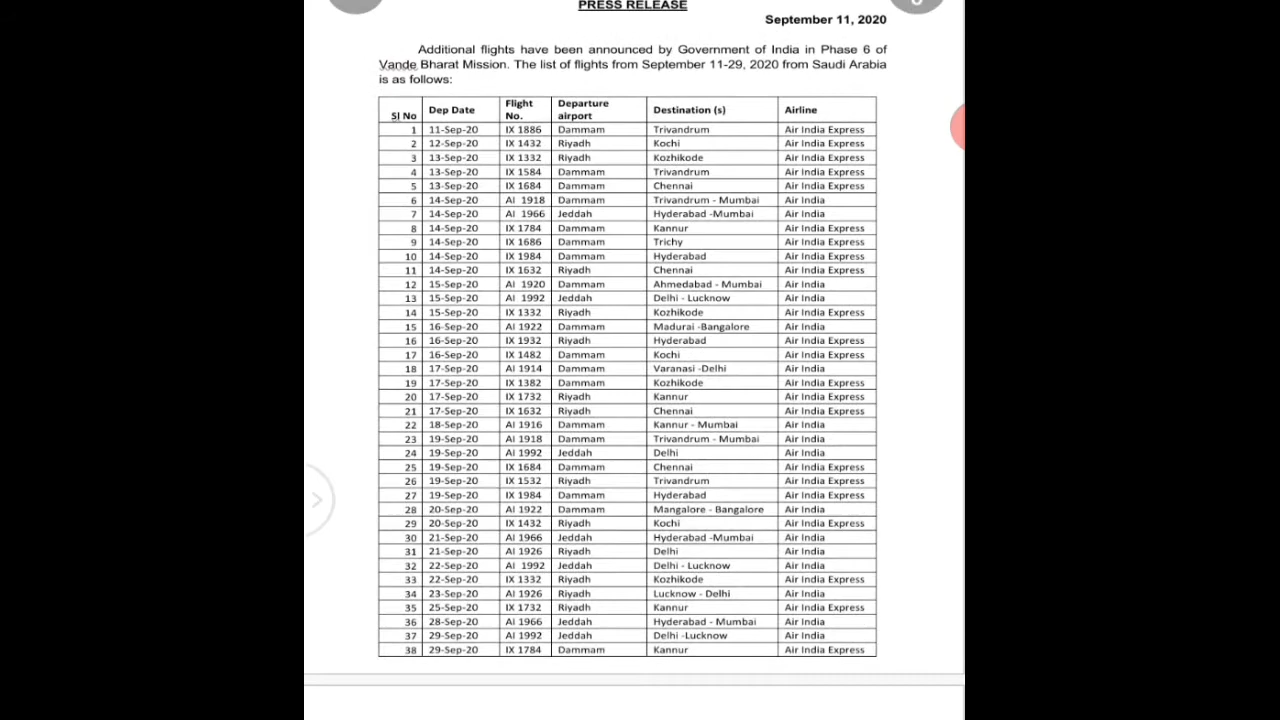 PRESS RELEASE
September 11, 2020
Additional flights have been announced by Government of India in Phase 6 of
Vande Bharat Mission. The list of flights from September 11-29, 2020 from Saudi Arabia
is as follows:
Sl No Dep Date Flight No. Departure airport Destination (s) Airline
1 11-Sep-20 IX 1886 Dammam Trivandrum Air India Express
2 12-Sep-20 IX 1432 Riyadh Kochi Air India Express
3 13-Sep-20 IX 1332 Riyadh Kozhikode Air India Express
4 13-Sep-20 IX 1584 Dammam Trivandrum Air India Express
5 13-Sep-20 IX 1684 Dammam Chennai Air India Express
6 14-Sep-20 AI 1918 Dammam Trivandrum - Mumbai Air India
7 14-Sep-20 AI 1966 Jeddah Hyderabad -Mumbai Air India
8 14-Sep-20 IX 1784 Dammam Kannur Air India Express
9 14-Sep-20 IX 1686 Dammam Trichy Air India Express
10 14-Sep-20 IX 1984 Dammam Hyderabad Air India Express
11 14-Sep-20 IX 1632 Riyadh Chennai Air India Express
12 15-Sep-20 AI 1920 Dammam Ahmedabad - Mumbai Air India
13 15-Sep-20 AI 1992 Jeddah Delhi - Lucknow Air India
14 15-Sep-20 IX 1332 Riyadh Kozhikode Air India Express
15 16-Sep-20 AI 1922 Dammam Madurai -Bangalore Air India
16 16-Sep-20 IX 1932 Riyadh Hyderabad Air India Express
17 16-Sep-20 IX 1482 Dammam Kochi Air India Express
18 17-Sep-20 AI 1914 Dammam Varanasi -Delhi Air India
19 17-Sep-20 IX 1382 Dammam Kozhikode Air India Express
20 17-Sep-20 IX 1732 Riyadh Kannur Air India Express
21 17-Sep-20 IX 1632 Riyadh Chennai Air India Express
22 18-Sep-20 AI 1916 Dammam Kannur - Mumbai Air India
23 19-Sep-20 AI 1918 Dammam Trivandrum - Mumbai Air India
24 19-Sep-20 AI 1992 Jeddah Delhi Air India
25 19-Sep-20 IX 1684 Dammam Chennai Air India Express
26 19-Sep-20 IX 1532 Riyadh Trivandrum Air India Express
27 19-Sep-20 IX 1984 Dammam Hyderabad Air India Express
28 20-Sep-20 AI 1922 Dammam Mangalore - Bangalore Air India
29 20-Sep-20 IX 1432 Riyadh Kochi Air India Express
30 21-Sep-20 AI 1966 Jeddah Hyderabad -Mumbai Air India
31 21-Sep-20 AI 1926 Riyadh Delhi Air India
32 22-Sep-20 AI 1992 Jeddah Delhi - Lucknow Air India
33 22-Sep-20 IX 1332 Riyadh Kozhikode Air India Express
34 23-Sep-20 AI 1926 Riyadh Lucknow - Delhi Air India
35 25-Sep-20 IX 1732 Riyadh Kannur Air India Express
36 28-Sep-20 AI 1966 Jeddah Hyderabad - Mumbai Air India
37 29-Sep-20 AI 1992 Jeddah Delhi -Lucknow Air India
38 29-Sep-20 IX 1784 Dammam Kannur Air India Express